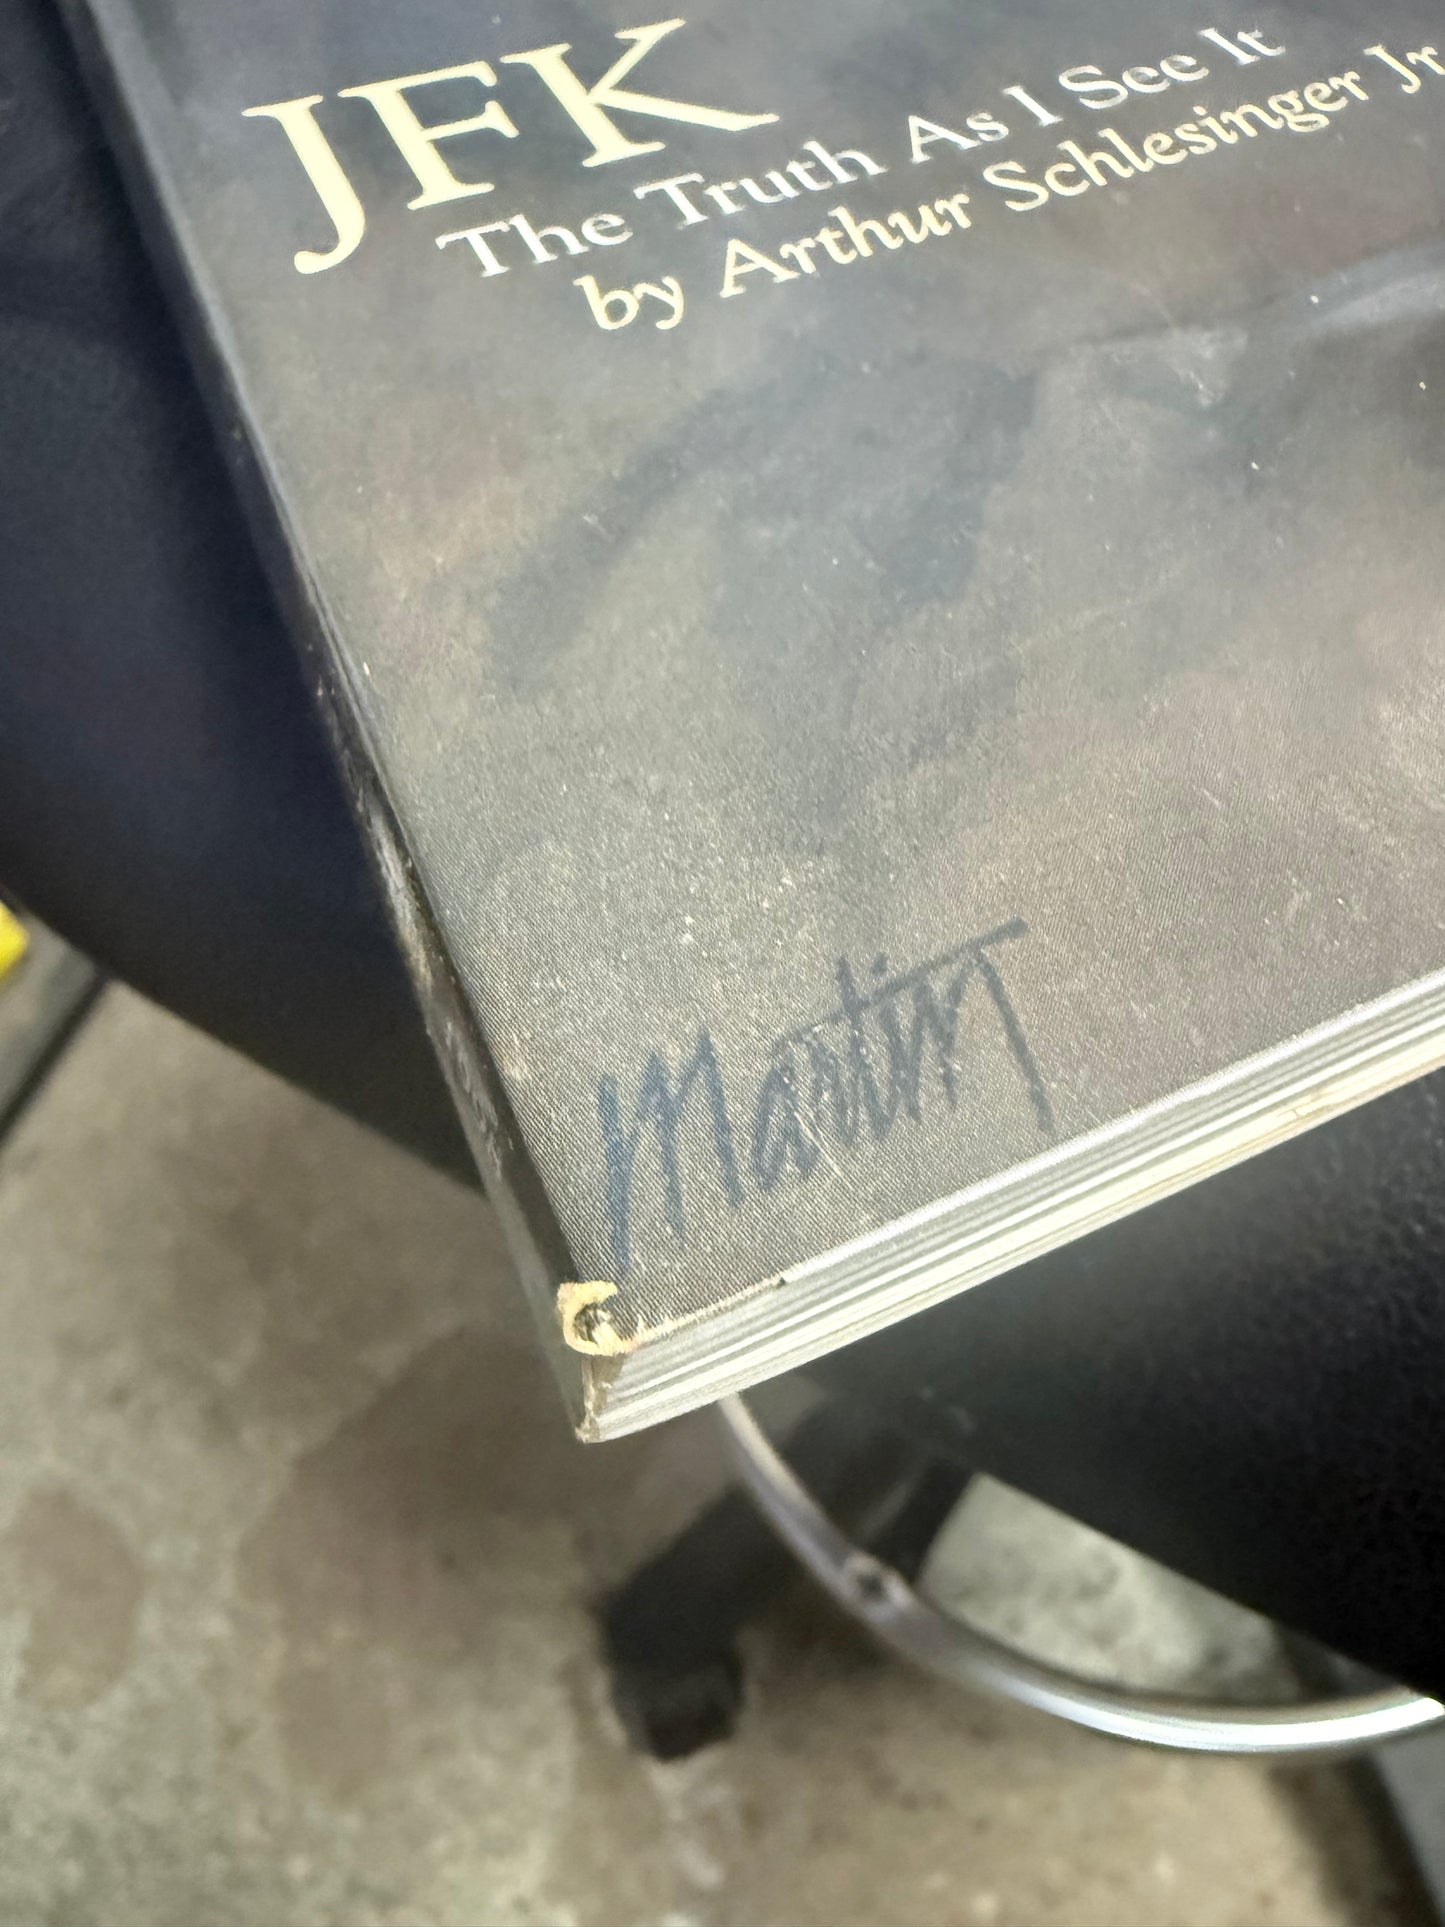 JFK
The Truth As I See It
by Arthur Schlesinger Jr
Martin